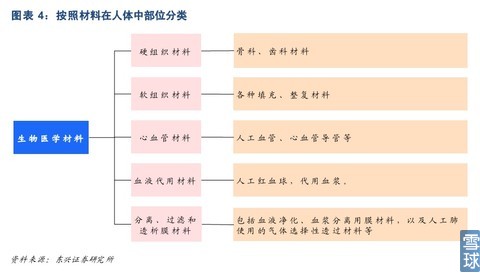 图表 4：按照材料在人体中部位分类
硬组织材料
骨科、齿科材料
软组织材料
各种填充、整复材料
生物医学材料
心血管材料
人工血管，心血管导管等
血液代用材料
人工红血球，代用血浆，
分离、过滤和
透析膜材料
包括血液净化、血浆分离用膜材料，以及人工肺
使用的气体选择性透过材料等
资料来源：东兴证券研究所
雪球